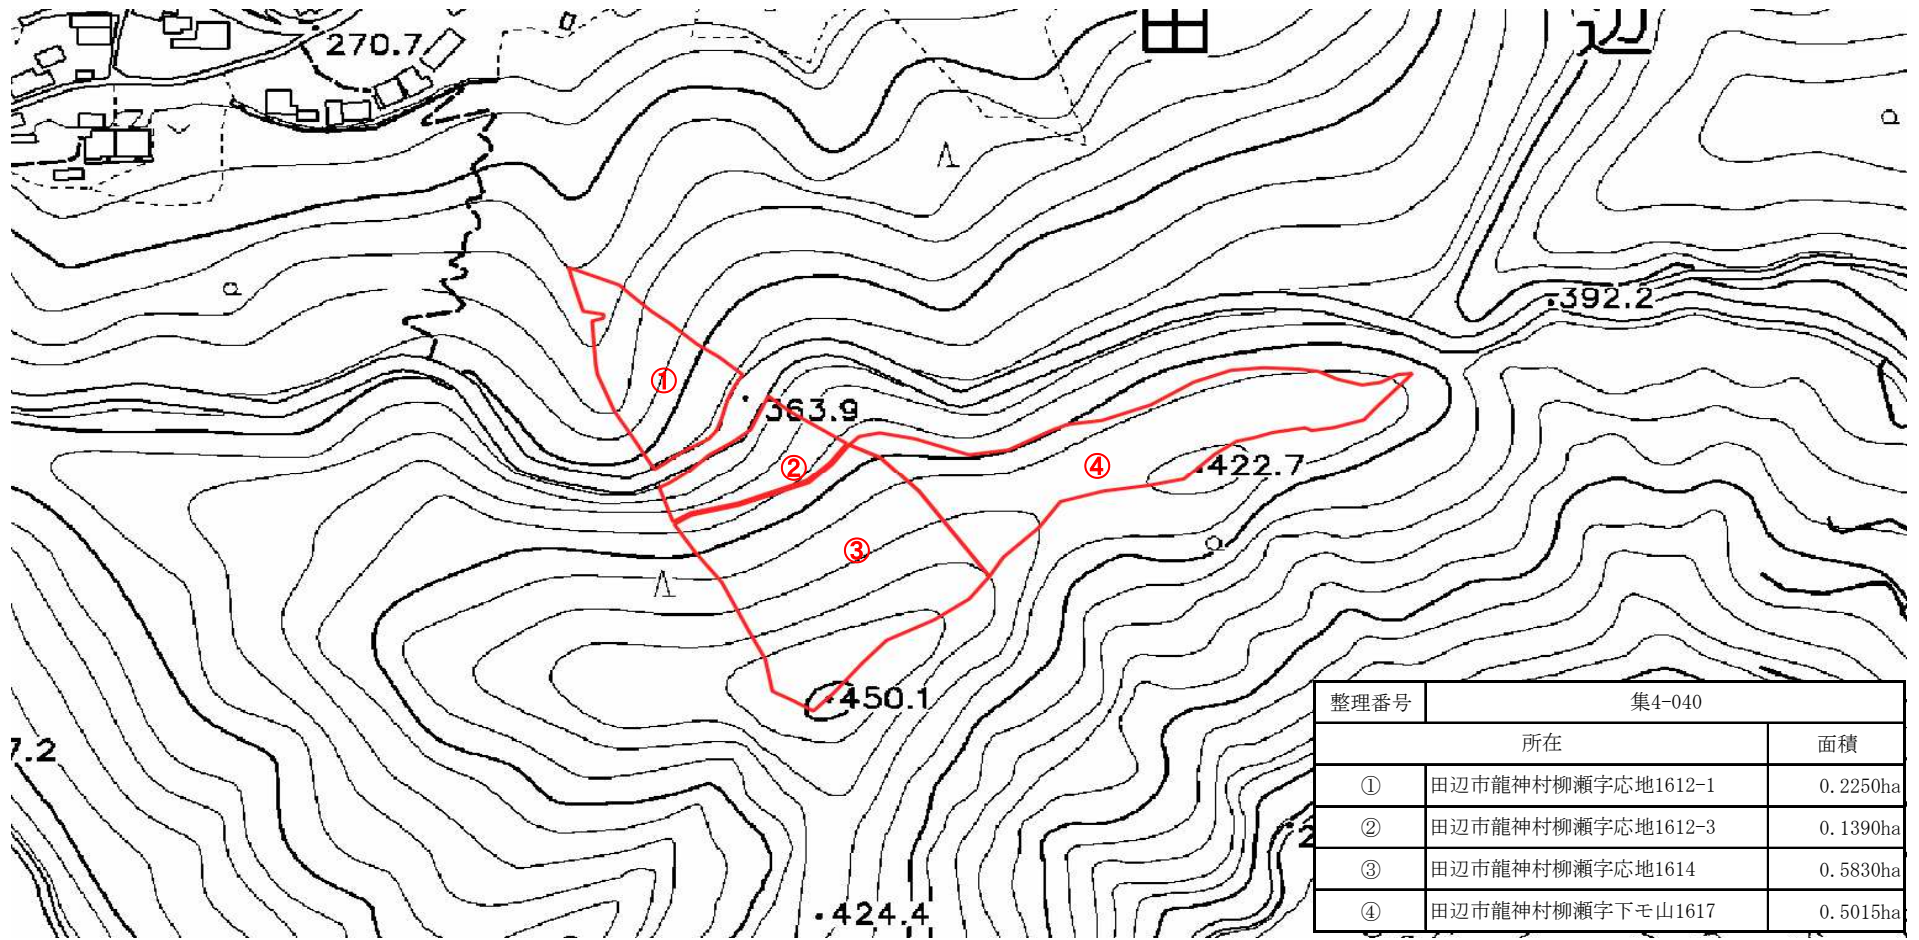 田 辺
270.7
392.2
①
363.9
②
④
422.7
③
450.1
7.2
424.4
整理番号 集4-040
所在 面積
① 田辺市龍神村柳瀬字応地1612-1 0.2250ha
② 田辺市龍神村柳瀬字応地1612-3 0.1390ha
③ 田辺市龍神村柳瀬字応地1614 0.5830ha
④ 田辺市龍神村柳瀬字下モ山1617 0.5015ha